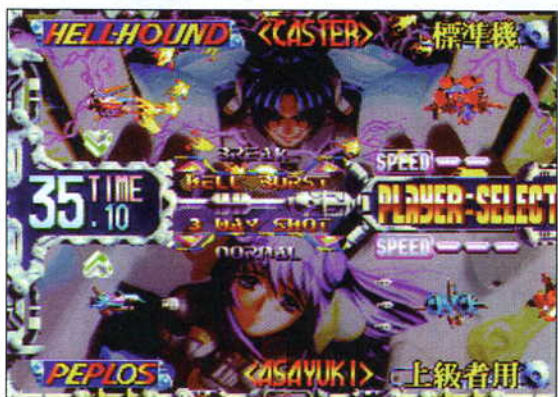 HELL-HOUND <CASTER> 標準機
BREAK
HELL BURST
SPEED
35 TIME .10
PLAYER=SELECT
3 WAY SHOT
NORMAL
SPEED
PEPLOS <ASAYUKI> 上級者用